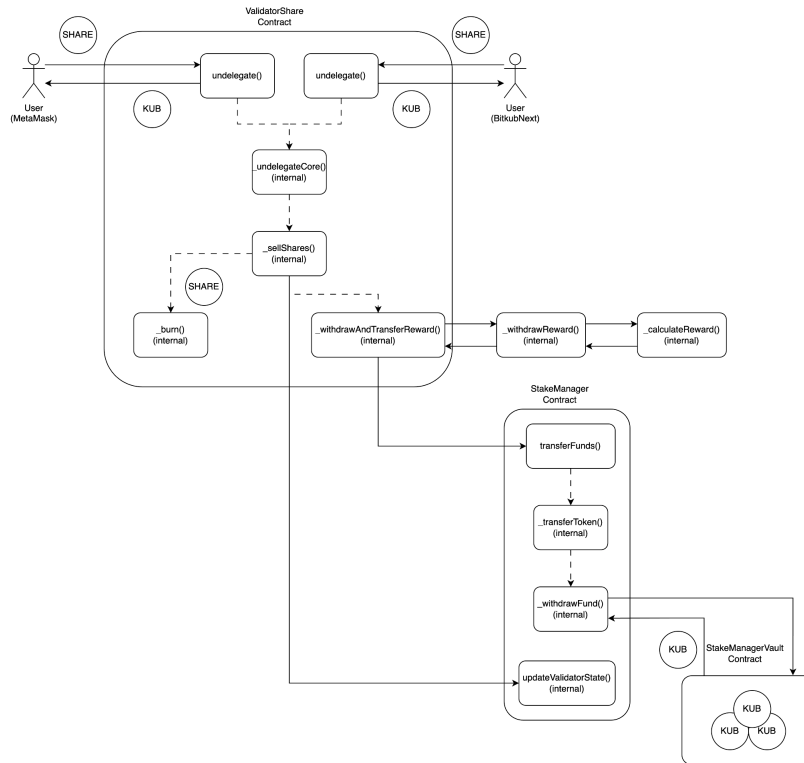 ValidatorShare
Contract
SHARE
SHARE
undelegate()
undelegate()
User
(MetaMask)
KUB
KUB
User
(BitkubNext)
_undelegateCore()
(internal)
_sellShares()
(internal)
SHARE
_burn()
(internal)
_withdrawAndTransferReward()
(internal)
_withdrawReward()
(internal)
_calculateReward()
(internal)
StakeManager
Contract
transferFunds()
_transferToken()
(internal)
_withdrawFund()
(internal)
KUB
StakeManagerVault
Contract
updateValidatorState()
(internal)
KUB
KUB
KUB